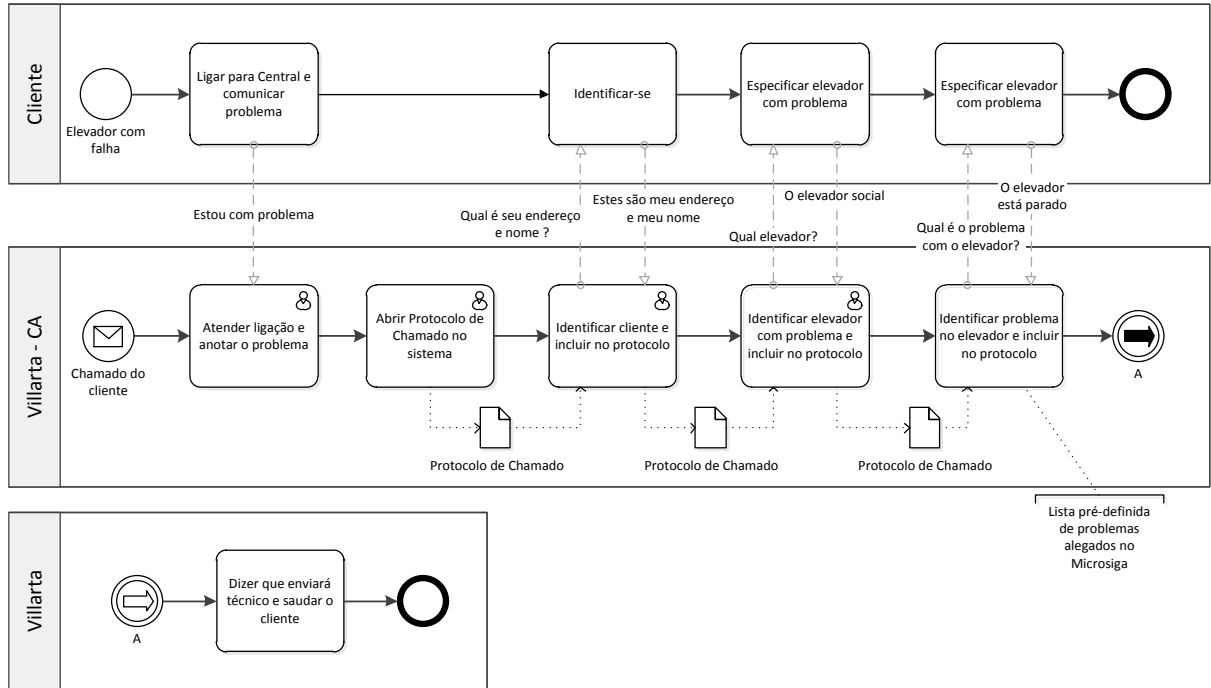 Cliente
Elevador com
falha
Ligar para Central e
comunicar
problema
Identificar-se
Especificar elevador
com problema
Especificar elevador
com problema
Estou com problema
Qual é seu endereço
e nome ?
Estes são meu endereço
e meu nome
Qual elevador?
O elevador social
Qual é o problema
com o elevador?
O elevador
está parado
Villarta - CA
Chamado do
cliente
Atender ligação e
anotar o problema
Abrir Protocolo de
Chamado no
sistema
Identificar cliente e
incluir no protocolo
Identificar elevador
com problema e
incluir no protocolo
Identificar problema
no elevador e incluir
no protocolo
A
Protocolo de Chamado
Protocolo de Chamado
Protocolo de Chamado
Lista pré-definida
de problemas
alegados no
Microsiga
Villarta
A
Dizer que enviará
técnico e saudar o
cliente